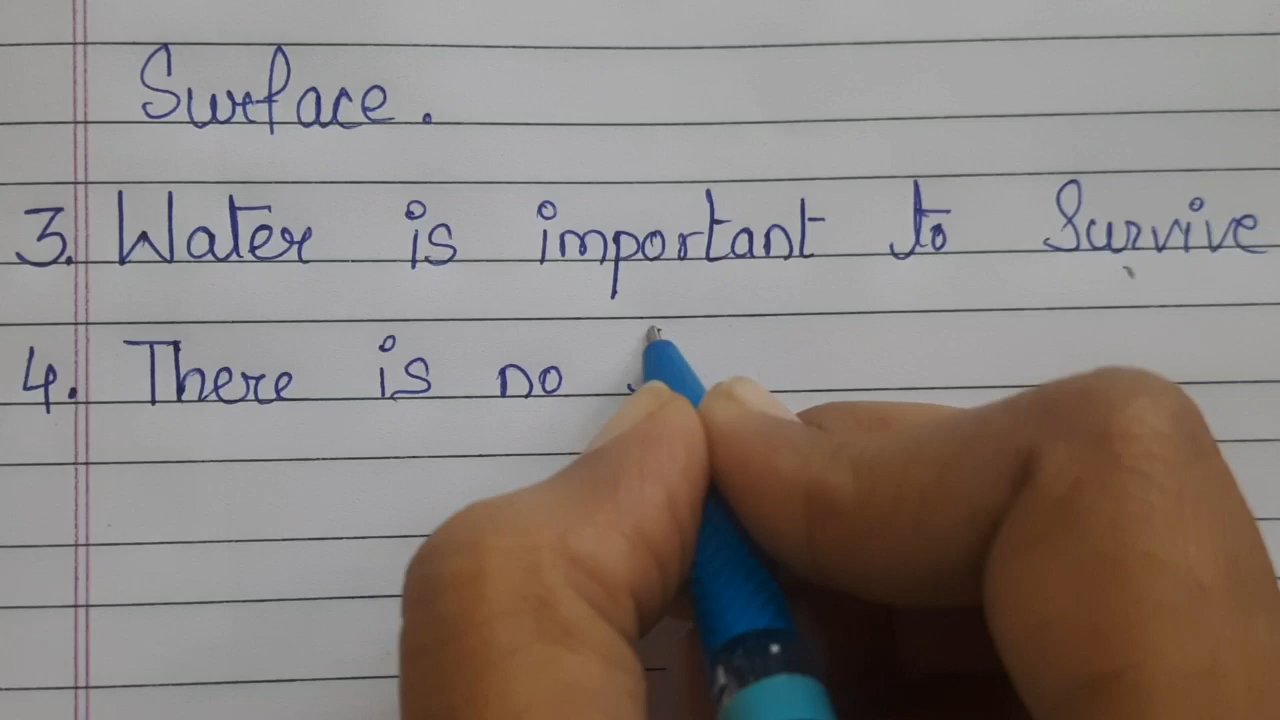 Surface.
3. Water is important to Survive
4. There is no